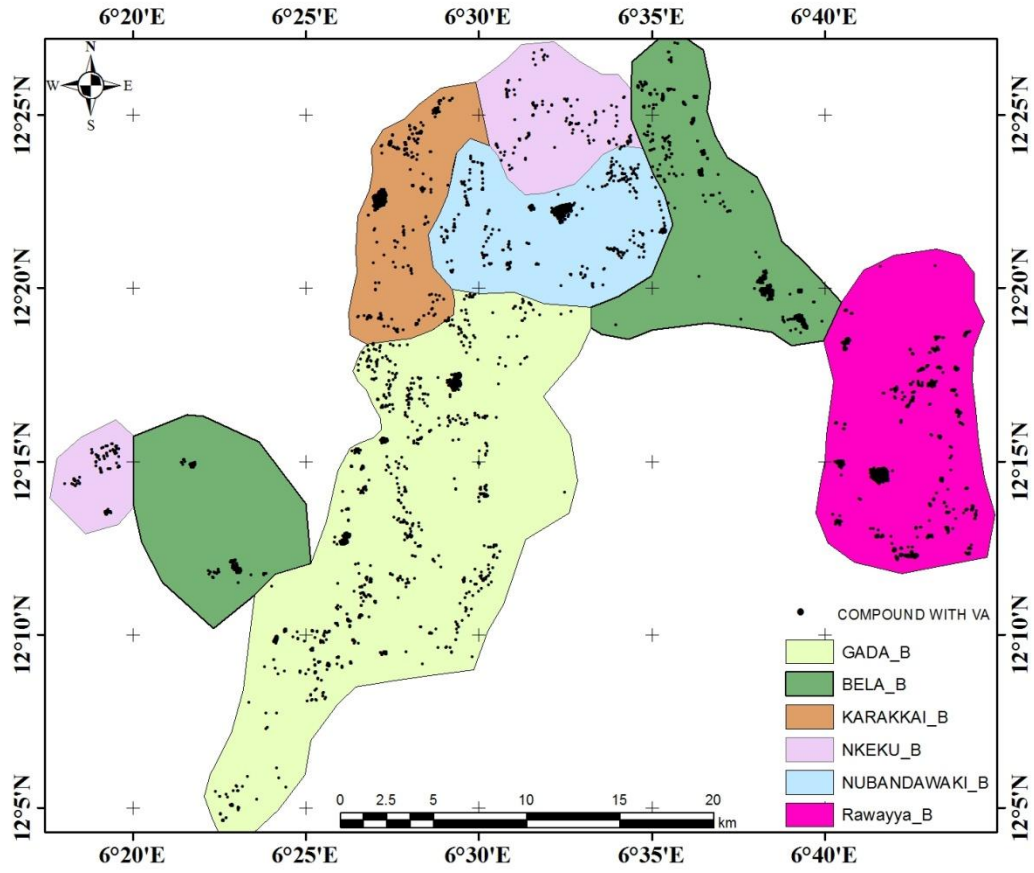 6°20'E 6°25'E 6°30'E 6°35'E 6°40'E
N
W E
S
12°25'N 12°25'N
12°20'N 12°20'N
12°15'N 12°15'N
12°10'N 12°10'N
12°5'N 12°5'N
COMPOUND WITH VA
GADA_B
BELA_B
KARAKKAI_B
NKEKU_B
NUBANDAWAKI_B
Rawayya_B
0 2.5 5 10 15 20
km
6°20'E 6°25'E 6°30'E 6°35'E 6°40'E